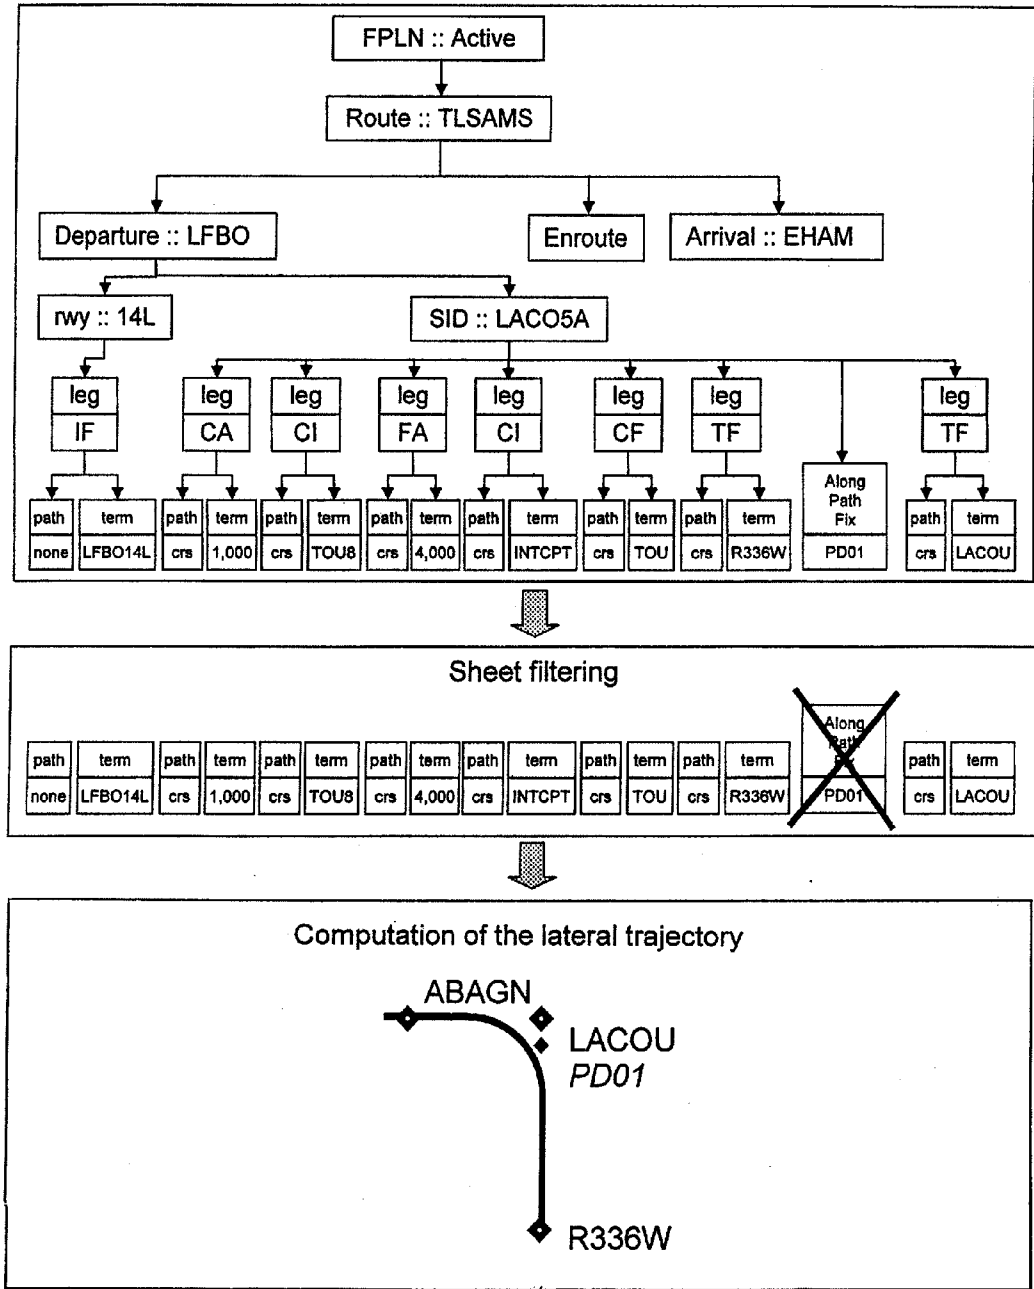 FPLN :: Active
Route :: TLSAMS
Departure :: LFBO
Enroute
Arrival :: EHAM
rwy :: 14L
SID :: LACO5A
leg leg leg leg leg leg leg leg
IF CA CI FA CI CF TF TF
Along
Path
Fix
PD01
path term path term path term path term path term path term path term path term
none LFBO14L crs 1,000 crs TOU8 crs 4,000 crs INTCPT crs TOU crs R336W crs LACOU
Sheet filtering
Along
Path
Fix
PD01
path term path term path term path term path term path term path term path term
none LFBO14L crs 1,000 crs TOU8 crs 4,000 crs INTCPT crs TOU crs R336W crs LACOU
Computation of the lateral trajectory
ABAGN
LACOU
PD01
R336W